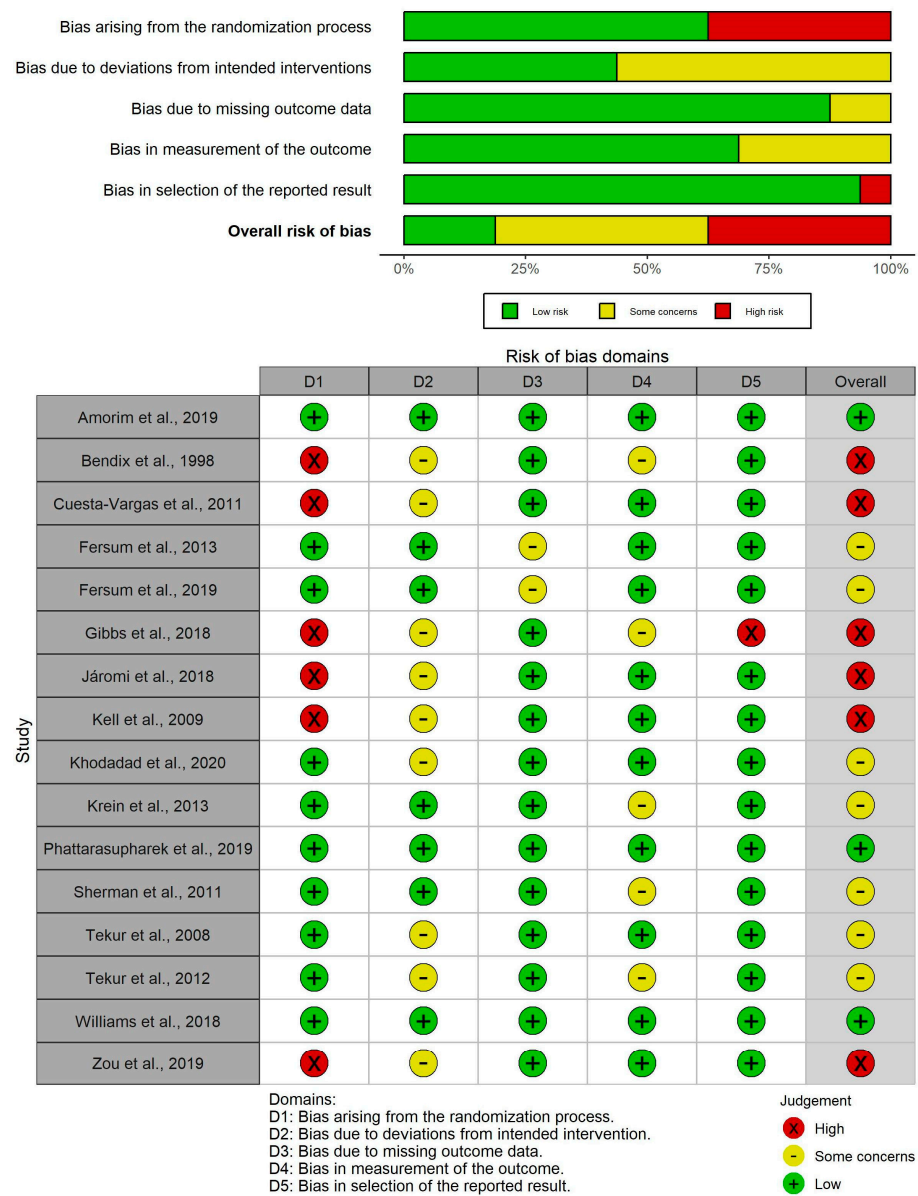 Bias arising from the randomization process
Bias due to deviations from intended interventions
Bias due to missing outcome data
Bias in measurement of the outcome
Bias in selection of the reported result
Overall risk of bias
0% 25% 50% 75% 100%
Low risk Some concerns High risk
Risk of bias domains
D1 D2 D3 D4 D5 Overall
Study
Amorim et al., 2019 + + + + + +
Bendix et al., 1998 X - + - + X
Cuesta-Vargas et al., 2011 X - + + + X
Fersum et al., 2013 + + - + + -
Fersum et al., 2019 + + - + + -
Gibbs et al., 2018 X - + - X X
Járomi et al., 2018 X - + + + X
Kell et al., 2009 X - + + + X
Khodadad et al., 2020 + - + + + -
Krein et al., 2013 + + + - + -
Phattarasupharek et al., 2019 + + + + + +
Sherman et al., 2011 + + + - + -
Tekur et al., 2008 + - + + + -
Tekur et al., 2012 + - + - + -
Williams et al., 2018 + + + + + +
Zou et al., 2019 X - + + + X
Domains:
D1: Bias arising from the randomization process.
D2: Bias due to deviations from intended intervention.
D3: Bias due to missing outcome data.
D4: Bias in measurement of the outcome.
D5: Bias in selection of the reported result.
Judgement
X High
- Some concerns
+ Low